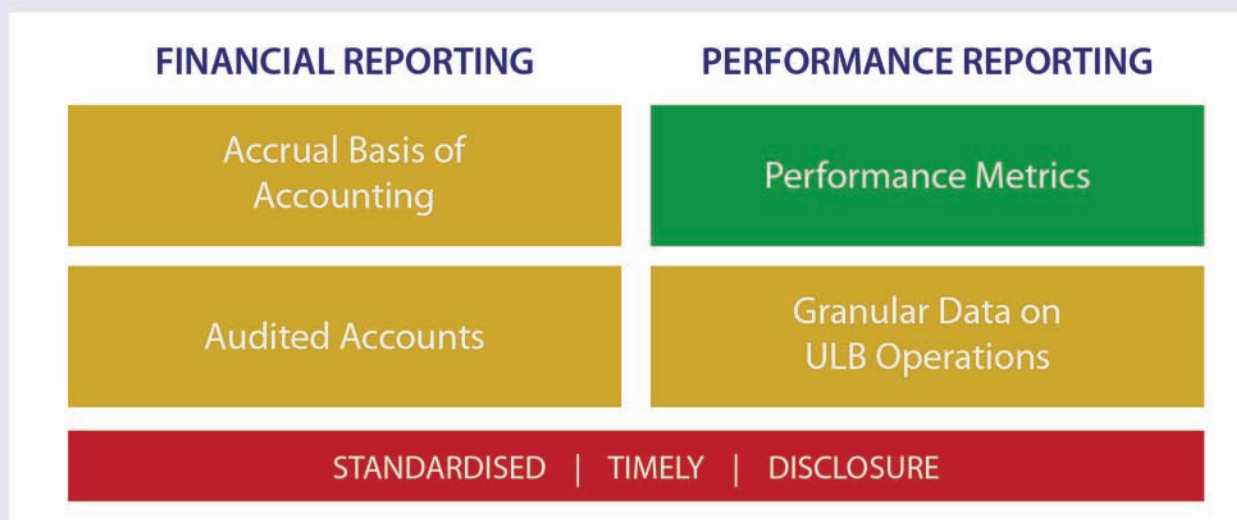 FINANCIAL REPORTING
PERFORMANCE REPORTING
Accrual Basis of
Accounting
Performance Metrics
Audited Accounts
Granular Data on
ULB Operations
STANDARDISED | TIMELY | DISCLOSURE